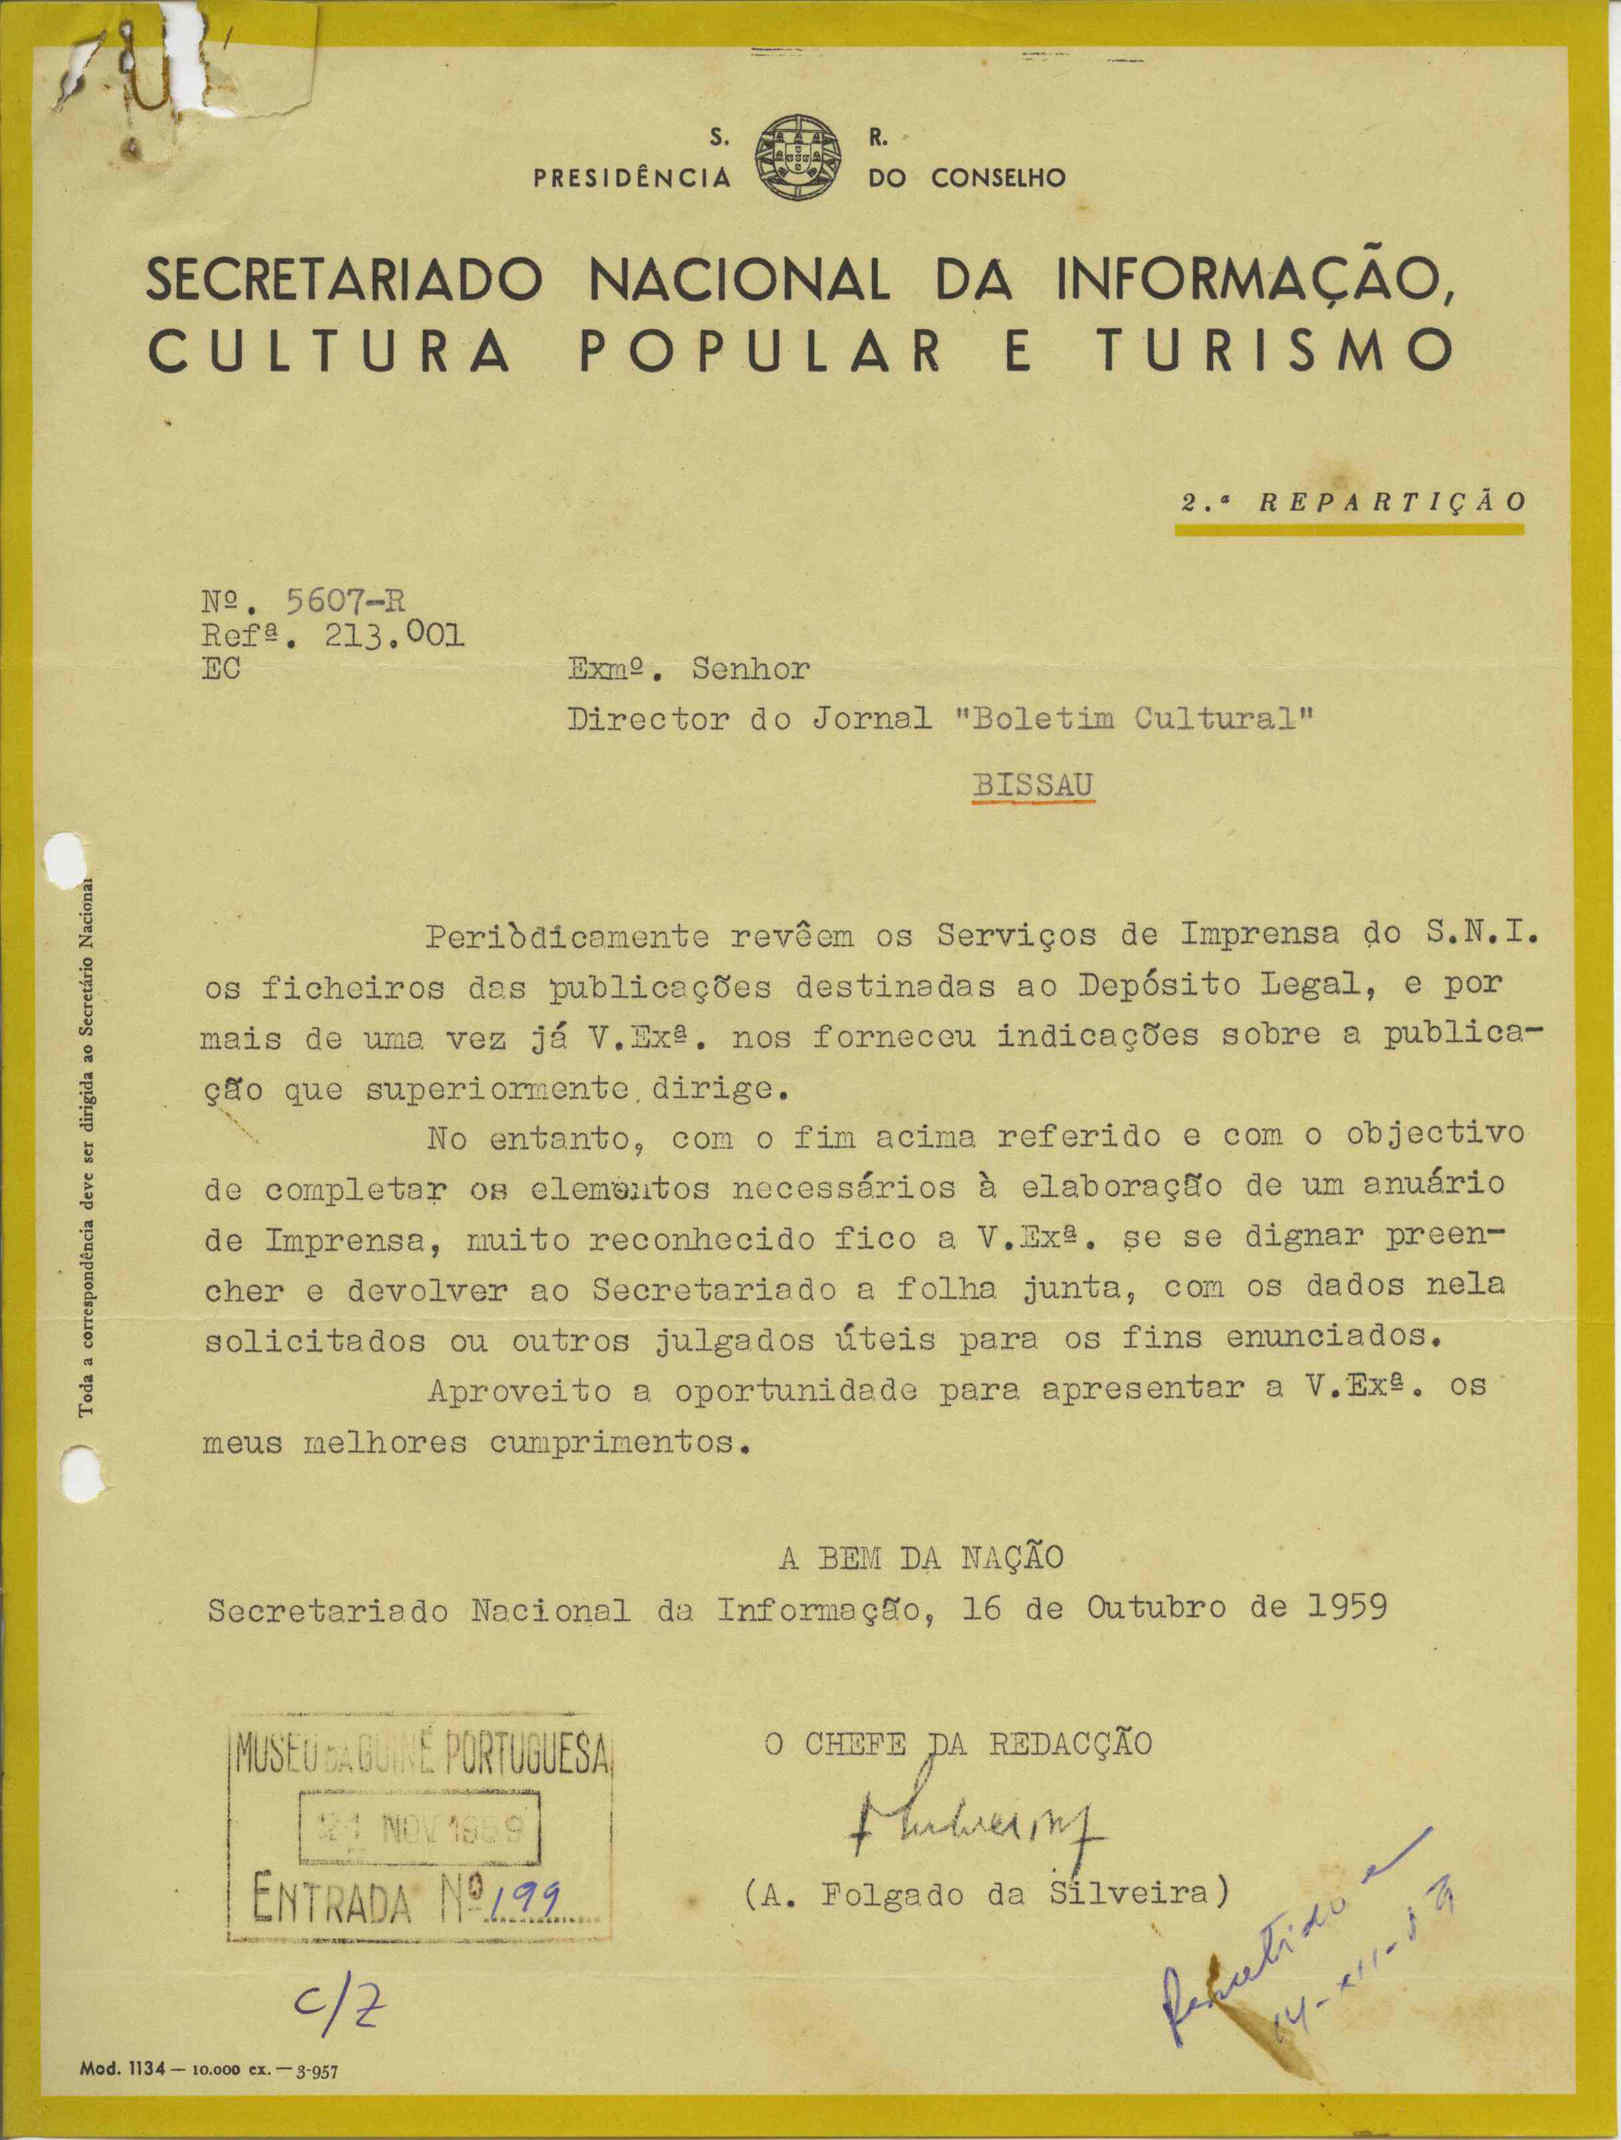 S. R.
PRESIDÊNCIA DO CONSELHO
SECRETARIADO NACIONAL DA INFORMAÇÃO,
CULTURA POPULAR E TURISMO
2.ª REPARTIÇÃO
Nº. 5607-R
Refª. 213.001
EC
Exmº. Senhor
Director do Jornal "Boletim Cultural"
BISSAU
Toda a correspondência deve ser dirigida ao Secretário Nacional
Periòdicamente revêem os Serviços de Imprensa do S.N.I.
os ficheiros das publicações destinadas ao Depósito Legal, e por
mais de uma vez já V.Exª. nos forneceu indicações sobre a publica-
ção que superiormente dirige.
No entanto, com o fim acima referido e com o objectivo
de completar os elementos necessários à elaboração de um anuário
de Imprensa, muito reconhecido fico a V.Exª. se se dignar preen-
cher e devolver ao Secretariado a folha junta, com os dados nela
solicitados ou outros julgados úteis para os fins enunciados.
Aproveito a oportunidade para apresentar a V.Exª. os
meus melhores cumprimentos.
A BEM DA NAÇÃO
Secretariado Nacional da Informação, 16 de Outubro de 1959
MUSEU DA GUINÉ PORTUGUESA
NOV 1959
ENTRADA Nº 199
O CHEFE DA REDACÇÃO
(A. Folgado da Silveira)
Remetido e
14-XII-59
C/Z
Mod. 1134 — 10.000 ex. — 3-957